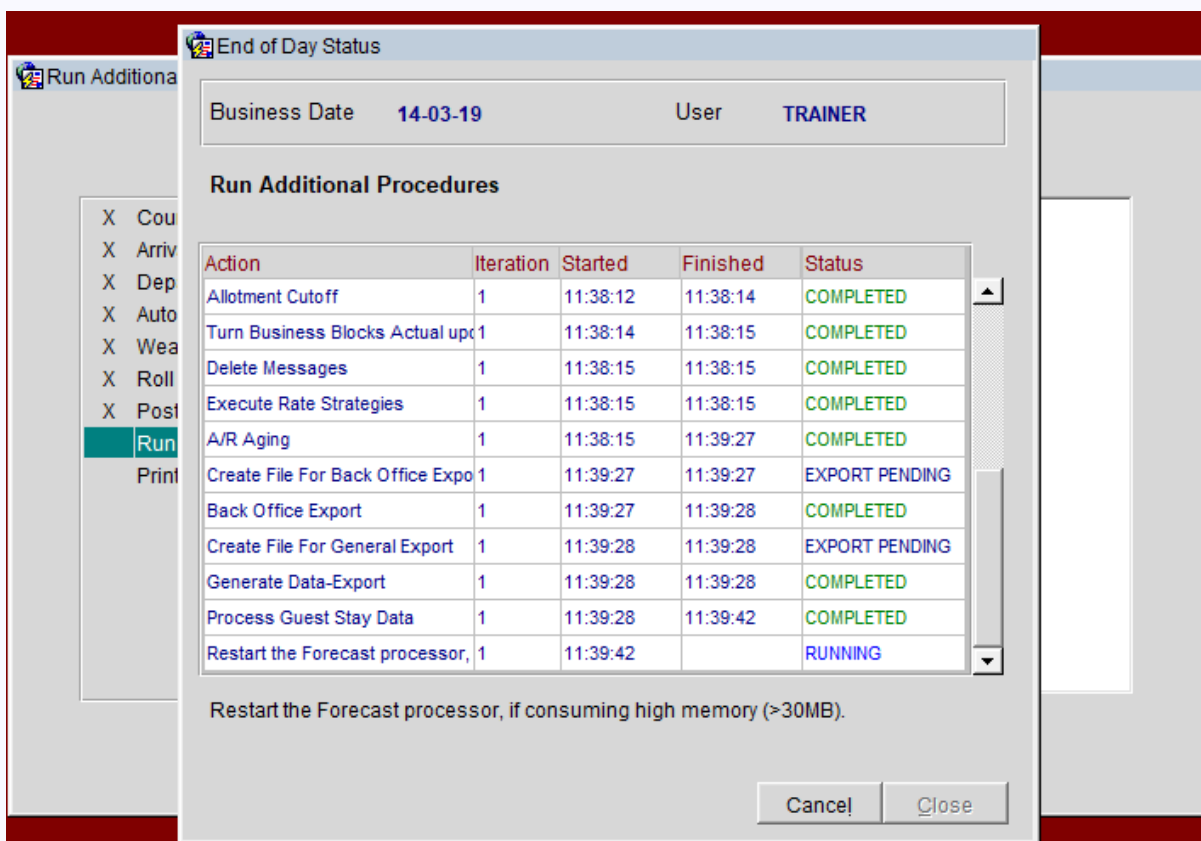 End of Day Status
Run Additiona
Business Date 14-03-19 User TRAINER
Run Additional Procedures
X Cou
X Arriv
X Dep
X Auto
X Wea
X Roll
X Post
Run
Print
Action Iteration Started Finished Status
Allotment Cutoff 1 11:38:12 11:38:14 COMPLETED
Turn Business Blocks Actual upo 1 11:38:14 11:38:15 COMPLETED
Delete Messages 1 11:38:15 11:38:15 COMPLETED
Execute Rate Strategies 1 11:38:15 11:38:15 COMPLETED
A/R Aging 1 11:38:15 11:39:27 COMPLETED
Create File For Back Office Expo 1 11:39:27 11:39:27 EXPORT PENDING
Back Office Export 1 11:39:27 11:39:28 COMPLETED
Create File For General Export 1 11:39:28 11:39:28 EXPORT PENDING
Generate Data-Export 1 11:39:28 11:39:28 COMPLETED
Process Guest Stay Data 1 11:39:28 11:39:42 COMPLETED
Restart the Forecast processor, 1 11:39:42 RUNNING
Restart the Forecast processor, if consuming high memory (>30MB).
Cancel Close